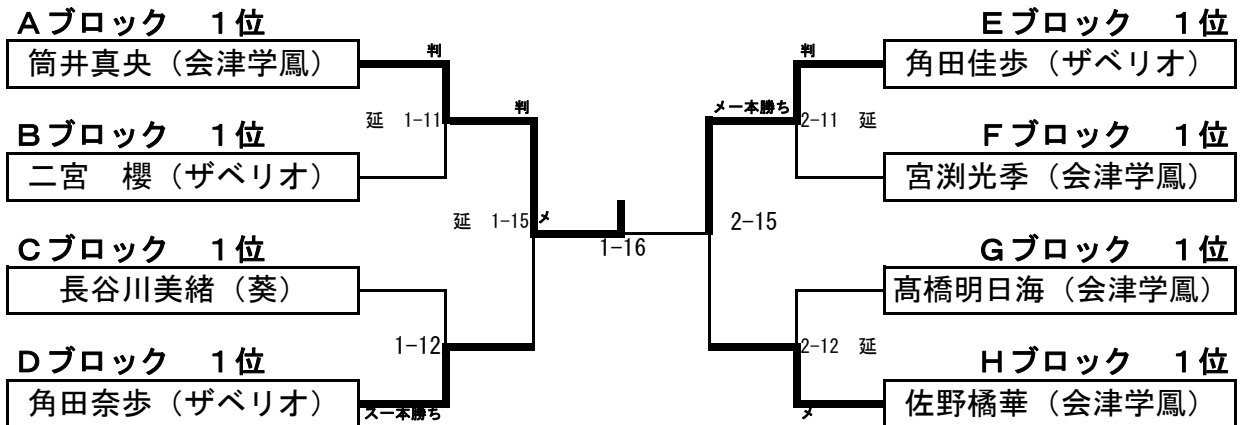 Aブロック　1位
筒井真央（会津学鳳）
判
延　1-11
判
Bブロック　1位
二宮　櫻（ザベリオ）
延　1-15
メ
Cブロック　1位
長谷川美緒（葵）
1-12
Dブロック　1位
角田奈歩（ザベリオ）
ス一本勝ち
1-16
Eブロック　1位
判
角田佳歩（ザベリオ）
メ一本勝ち
2-11　延
Fブロック　1位
宮渕光季（会津学鳳）
2-15
Gブロック　1位
髙橋明日海（会津学鳳）
2-12　延
Hブロック　1位
佐野橘華（会津学鳳）
メ